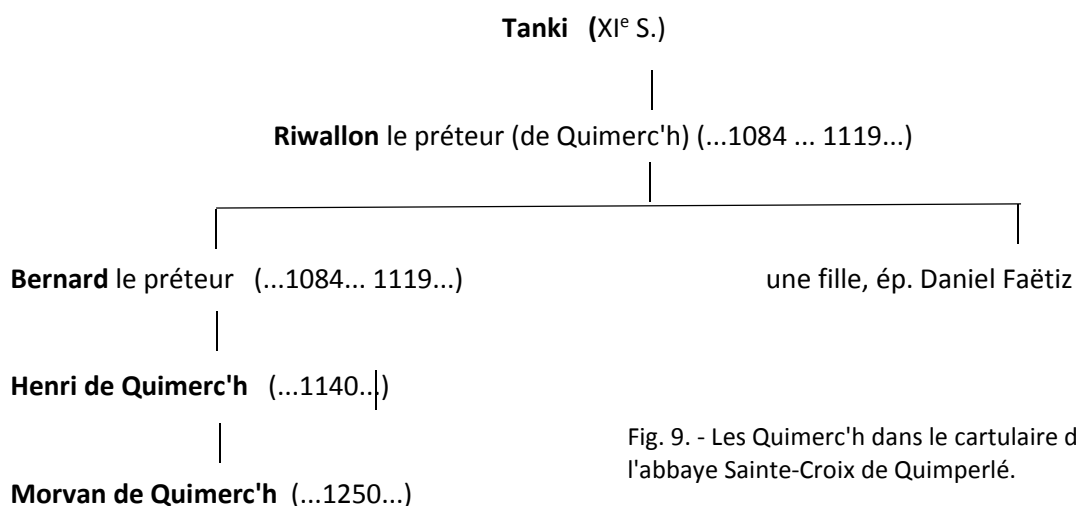 Tanki (XIe S.)
Riwallon le préteur (de Quimerc'h) (...1084 ... 1119...)
Bernard le préteur (...1084... 1119...)
une fille, ép. Daniel Faëtiz
Henri de Quimerc'h (...1140...)
Fig. 9. - Les Quimerc'h dans le cartulaire d
l'abbaye Sainte-Croix de Quimperlé.
Morvan de Quimerc'h (...1250...)